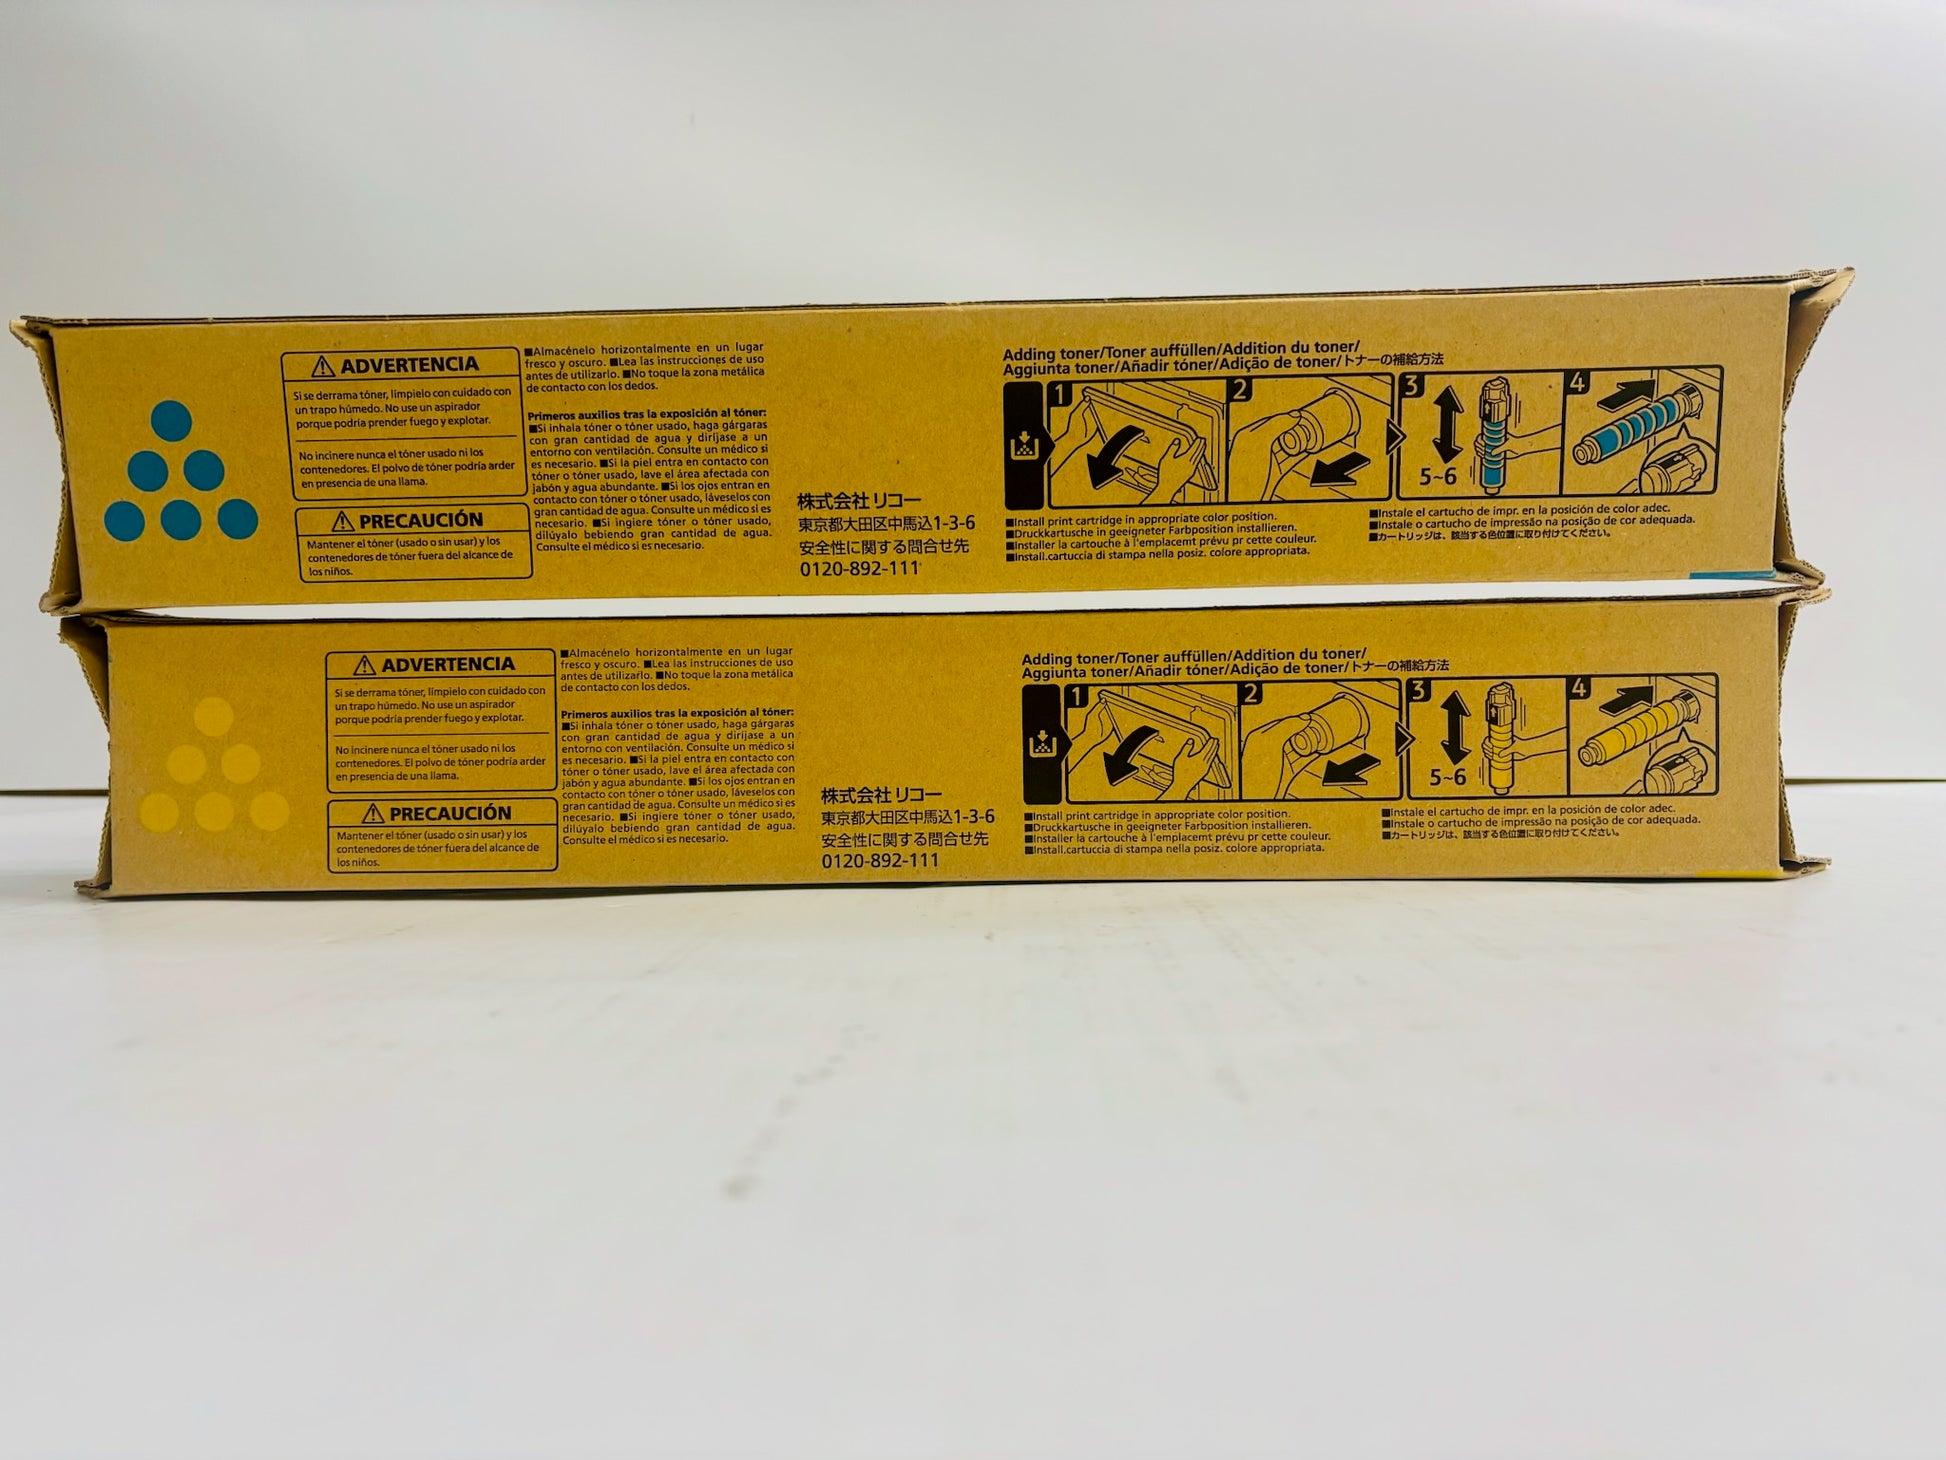 ADVERTENCIA
Si se derrama tóner, límpielo con cuidado con
un trapo húmedo. No use un aspirador
porque podría prender fuego y explotar.
No incinere nunca el tóner usado ni los
contenedores. El polvo de tóner podría arder
en presencia de una llama.
PRECAUCIÓN
Mantener el tóner (usado o sin usar) y los
contenedores de tóner fuera del alcance de
los niños.
■Almacénelo horizontalmente en un lugar
fresco y oscuro. ■Lea las instrucciones de uso
antes de utilizarlo. ■No toque la zona metálica
de contacto con los dedos.
Primeros auxilios tras la exposición al tóner:
■Si inhala tóner o tóner usado, haga gárgaras
con gran cantidad de agua y diríjase a un
entorno con ventilación. Consulte un médico si
es necesario. ■Si la piel entra en contacto con
tóner o tóner usado, lave el área afectada con
jabón y agua abundante. ■Si los ojos entran en
contacto con tóner o tóner usado, láveselos con
gran cantidad de agua. Consulte un médico si es
necesario. ■Si ingiere tóner o tóner usado,
dilúyalo bebiendo gran cantidad de agua.
Consulte el médico si es necesario.
株式会社 リコー
東京都大田区中馬込1-3-6
安全性に関する問合せ先
0120-892-111
Adding toner/Toner auffüllen/Addition du toner/
Aggiunta toner/Añadir tóner/Adição de toner/トナーの補給方法
1
2
3
4
5~6
■Install print cartridge in appropriate color position.
■Druckkartusche in geeigneter Farbposition installieren.
■Installer la cartouche à l'emplacemt prévu pr cette couleur.
■Install.cartuccia di stampa nella posiz. colore appropriata.
■Instale el cartucho de impr. en la posición de color adec.
■Instale o cartucho de impressão na posição de cor adequada.
■カートリッジは、該当する色位置に取り付けてください。
ADVERTENCIA
Si se derrama tóner, límpielo con cuidado con
un trapo húmedo. No use un aspirador
porque podría prender fuego y explotar.
No incinere nunca el tóner usado ni los
contenedores. El polvo de tóner podría arder
en presencia de una llama.
PRECAUCIÓN
Mantener el tóner (usado o sin usar) y los
contenedores de tóner fuera del alcance de
los niños.
■Almacénelo horizontalmente en un lugar
fresco y oscuro. ■Lea las instrucciones de uso
antes de utilizarlo. ■No toque la zona metálica
de contacto con los dedos.
Primeros auxilios tras la exposición al tóner:
■Si inhala tóner o tóner usado, haga gárgaras
con gran cantidad de agua y diríjase a un
entorno con ventilación. Consulte un médico si
es necesario. ■Si la piel entra en contacto con
tóner o tóner usado, lave el área afectada con
jabón y agua abundante. ■Si los ojos entran en
contacto con tóner o tóner usado, láveselos con
gran cantidad de agua. Consulte un médico si es
necesario. ■Si ingiere tóner o tóner usado,
dilúyalo bebiendo gran cantidad de agua.
Consulte el médico si es necesario.
株式会社 リコー
東京都大田区中馬込1-3-6
安全性に関する問合せ先
0120-892-111
Adding toner/Toner auffüllen/Addition du toner/
Aggiunta toner/Añadir tóner/Adição de toner/トナーの補給方法
1
2
3
4
5~6
■Install print cartridge in appropriate color position.
■Druckkartusche in geeigneter Farbposition installieren.
■Installer la cartouche à l'emplacemt prévu pr cette couleur.
■Install.cartuccia di stampa nella posiz. colore appropriata.
■Instale el cartucho de impr. en la posición de color adec.
■Instale o cartucho de impressão na posição de cor adequada.
■カートリッジは、該当する色位置に取り付けてください。